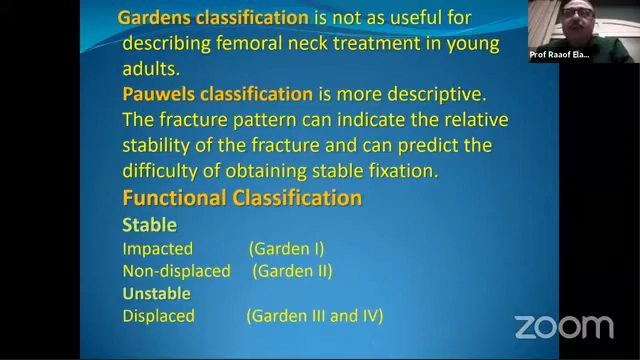 Gardens classification is not as useful for
describing femoral neck treatment in young
adults.
Pauwels classification is more descriptive.
The fracture pattern can indicate the relative
stability of the fracture and can predict the
difficulty of obtaining stable fixation.
Functional Classification
Stable
Impacted (Garden I)
Non-displaced (Garden II)
Unstable
Displaced (Garden III and IV)
Prof Raaof Ela...
zoom